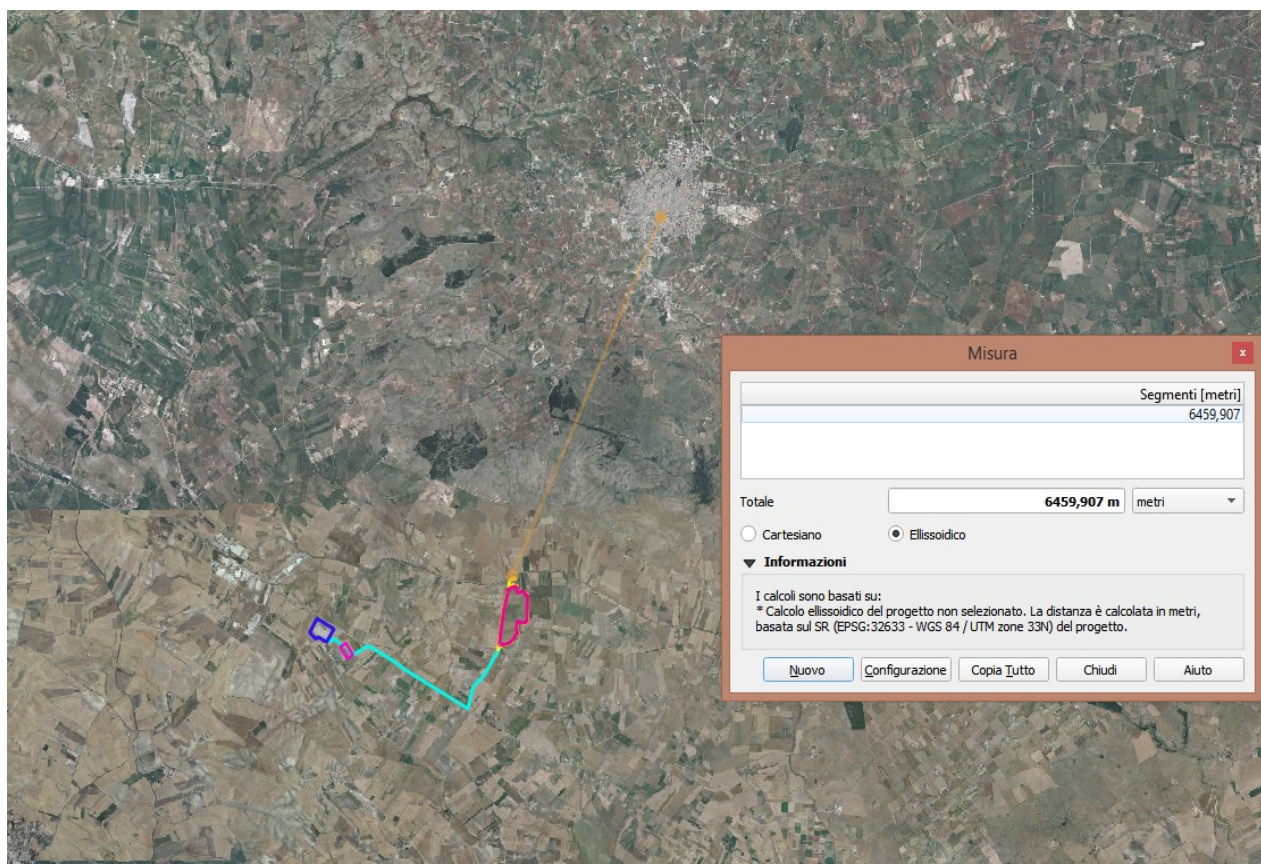 Misura
x
Segmenti [metri]
6459,907
Totale
6459,907 m
metri
Cartesiano
Ellissoidico
Informazioni
I calcoli sono basati su:
* Calcolo ellissoidico del progetto non selezionato. La distanza è calcolata in metri,
basata sul SR (EPSG:32633 - WGS 84 / UTM zone 33N) del progetto.
Nuovo
Configurazione
Copia Tutto
Chiudi
Aiuto